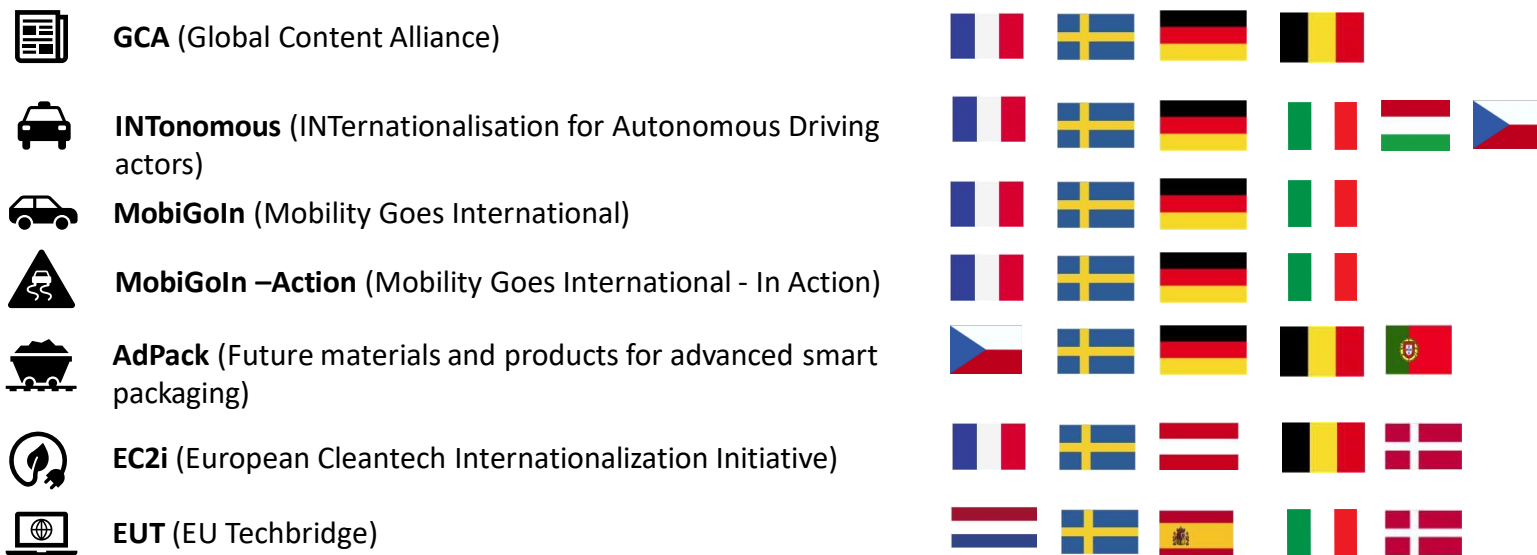 GCA (Global Content Alliance)
INTonomous (INTernationalisation for Autonomous Driving
actors)
MobiGoIn (Mobility Goes International)
MobiGoIn –Action (Mobility Goes International - In Action)
AdPack (Future materials and products for advanced smart
packaging)
EC2i (European Cleantech Internationalization Initiative)
EUT (EU Techbridge)